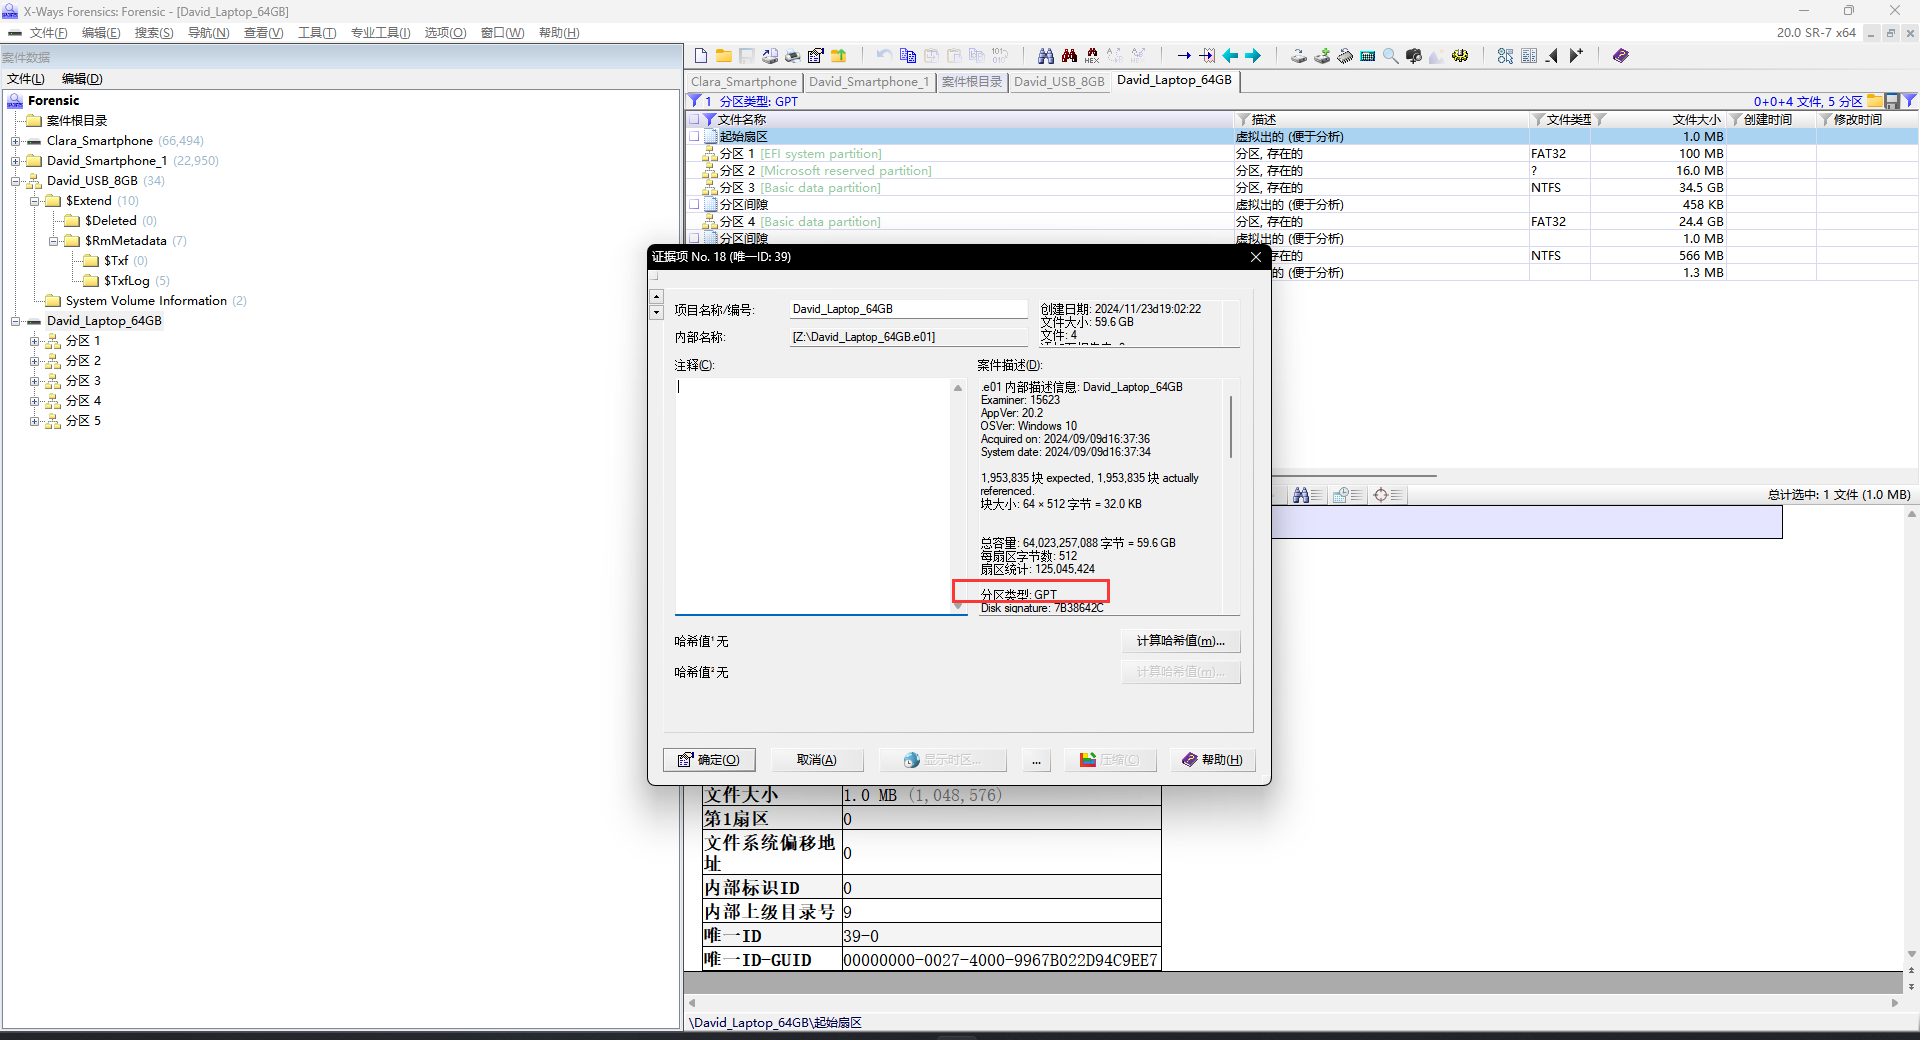 X-Ways Forensics: Forensic - [David_Laptop_64GB]
文件(F) 编辑(E) 搜索(S) 导航(N) 查看(V) 工具(T) 专业工具(I) 选项(O) 窗口(W) 帮助(H) 20.0 SR-7 x64
案件数据
文件(L) 编辑(D)
Forensic
案件根目录
Clara_Smartphone (66,494)
David_Smartphone_1 (22,950)
David_USB_8GB (34)
$Extend (10)
$Deleted (0)
$RmMetadata (7)
$Txf (0)
$TxfLog (5)
System Volume Information (2)
David_Laptop_64GB
分区 1
分区 2
分区 3
分区 4
分区 5
Clara_Smartphone David_Smartphone_1 案件根目录 David_USB_8GB David_Laptop_64GB
1 分区类型: GPT 0+0+4 文件, 5 分区
文件名称 描述 文件类型 文件大小 创建时间 修改时间
起始扇区 虚拟出的 (便于分析) 1.0 MB
分区 1 [EFI system partition] 分区, 存在的 FAT32 100 MB
分区 2 [Microsoft reserved partition] 分区, 存在的 ? 16.0 MB
分区 3 [Basic data partition] 分区, 存在的 NTFS 34.5 GB
分区间隙 虚拟出的 (便于分析) 458 KB
分区 4 [Basic data partition] 分区, 存在的 FAT32 24.4 GB
分区间隙 虚拟出的 (便于分析) 1.0 MB
存在的 NTFS 566 MB
的 (便于分析) 1.3 MB
证据项 No. 18 (唯一ID: 39)
项目名称/编号: David_Laptop_64GB
内部名称: [Z:\David_Laptop_64GB.e01]
创建日期: 2024/11/23d19:02:22
文件大小: 59.6 GB
文件: 4
注释(C):
案件描述(D):
.e01 内部描述信息: David_Laptop_64GB
Examiner: 15623
AppVer: 20.2
OSVer: Windows 10
Acquired on: 2024/09/09d16:37:36
System date: 2024/09/09d16:37:34
1,953,835 块 expected, 1,953,835 块 actually
referenced.
块大小: 64 × 512 字节 = 32.0 KB
总容量: 64,023,257,088 字节 = 59.6 GB
每扇区字节数: 512
扇区统计: 125,045,424
分区类型: GPT
Disk signature: 7B38642C
哈希值¹ 无 计算哈希值(m)...
哈希值² 无 计算哈希值(m)...
确定(O) 取消(A) 显示时区... ... 压缩(C) 帮助(H)
总计选中: 1 文件 (1.0 MB)
文件大小 1.0 MB (1,048,576)
第1扇区 0
文件系统偏移地
址 0
内部标识ID 0
内部上级目录号 9
唯一ID 39-0
唯一ID-GUID 00000000-0027-4000-9967B022D94C9EE7
\David_Laptop_64GB\起始扇区